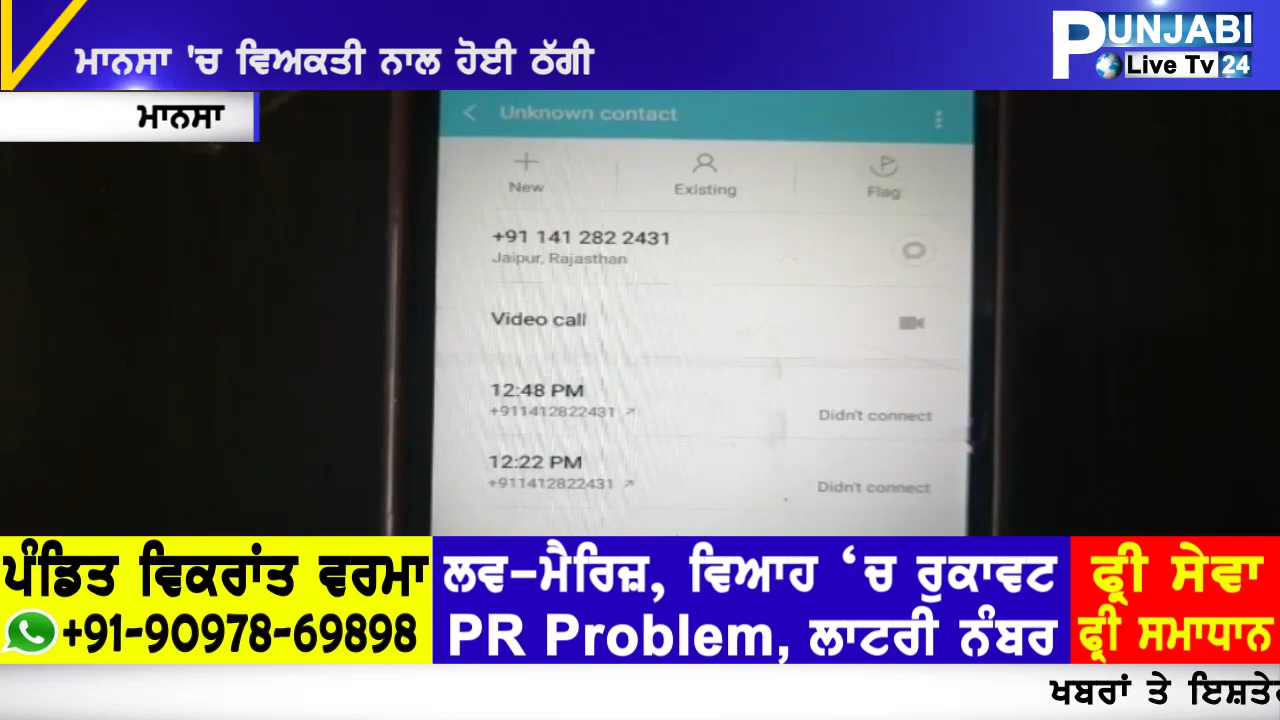 ਮਾਨਸਾ 'ਚ ਵਿਅਕਤੀ ਨਾਲ ਹੋਈ ਠੱਗੀ
PUNJABI
Live Tv 24
ਮਾਨਸਾ
Unknown contact
New Existing Flag
+91 141 282 2431
Jaipur, Rajasthan
Video call
12:48 PM
+911412822431 Didn't connect
12:22 PM
+911412822431 Didn't connect
ਪੰਡਿਤ ਵਿਕਰਾਂਤ ਵਰਮਾ
+91-90978-69898
ਲਵ-ਮੈਰਿਜ਼, ਵਿਆਹ ‘ਚ ਰੁਕਾਵਟ
PR Problem, ਲਾਟਰੀ ਨੰਬਰ
ਫ੍ਰੀ ਸੇਵਾ
ਫ੍ਰੀ ਸਮਾਧਾਨ
ਖਬਰਾਂ ਤੇ